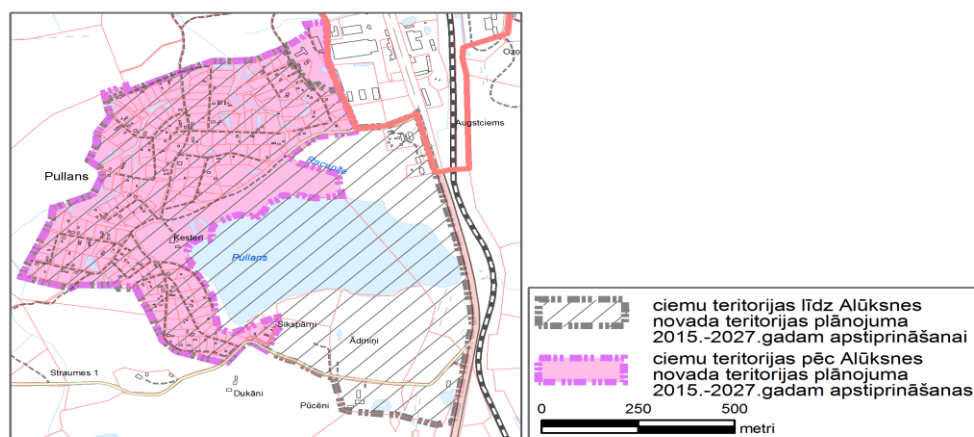 Ozo
Augstciems
Pullans
Ķesteri
Pullans
Sikspārņi
Ādmiņi
Straumes 1
Dukāni
Pūcēni
ciemu teritorijas līdz Alūksnes
novada teritorijas plānojuma
2015.-2027.gadam apstiprināšanai
ciemu teritorijas pēc Alūksnes
novada teritorijas plānojuma
2015.-2027.gadam apstiprināšanas
0 250 500
metri